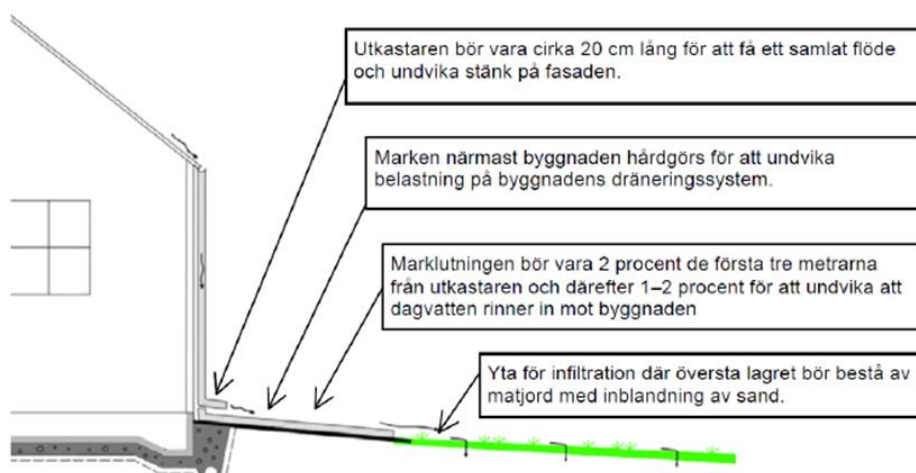 Utkastaren bör vara cirka 20 cm lång för att få ett samlat flöde
och undvika stänk på fasaden.
Marken närmast byggnaden hårdgörs för att undvika
belastning på byggnadens dräneringssystem.
Marklutningen bör vara 2 procent de första tre metrarna
från utkastaren och därefter 1–2 procent för att undvika att
dagvatten rinner in mot byggnaden
Yta för infiltration där översta lagret bör bestå av
matjord med inblandning av sand.